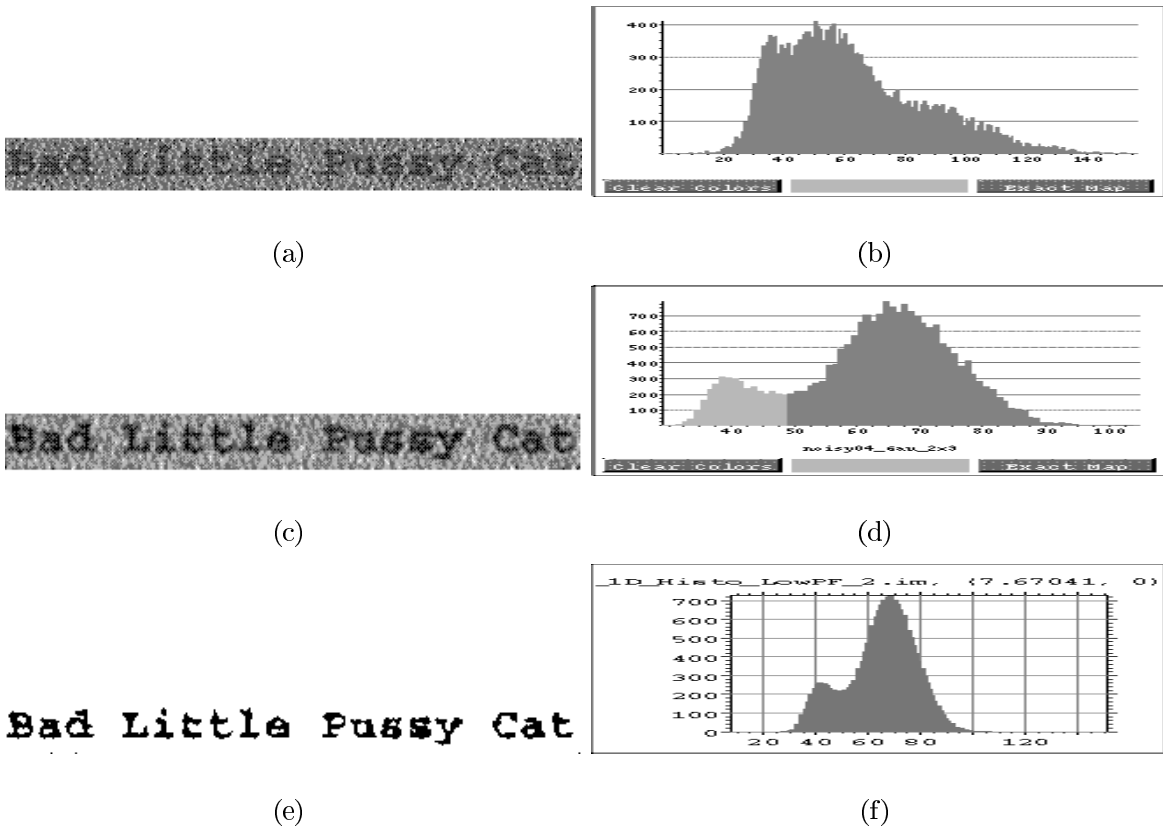 400
300
200
100
20 40 60 80 100 120 140
Clear Colors Exact Map
Bad Little Pussy Cat
(a) (b)
700
600
500
400
300
200
100
40 50 60 70 80 90 100
noisy04_Gau_2x3
Clear Colors Exact Map
Bad Little Pussy Cat
(c) (d)
_1D_Histo_LowPF_2.im, (7.67041, 0)
700
600
500
400
300
200
100
0
20 40 60 80 120
Bad Little Pussy Cat
(e) (f)